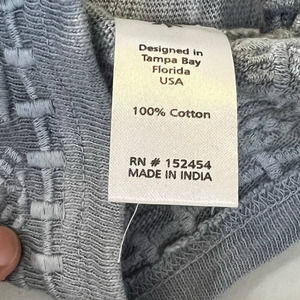 Designed in
Tampa Bay
Florida
USA
100% Cotton
RN # 152454
MADE IN INDIA